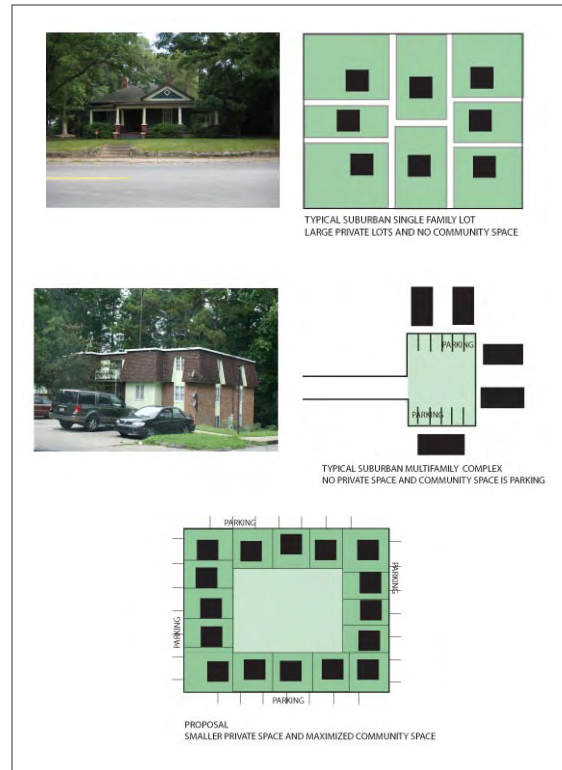 TYPICAL SUBURBAN SINGLE FAMILY LOT
LARGE PRIVATE LOTS AND NO COMMUNITY SPACE
PARKING
PARKING
TYPICAL SUBURBAN MULTIFAMILY COMPLEX
NO PRIVATE SPACE AND COMMUNITY SPACE IS PARKING
PARKING
PARKING
PARKING
PARKING
PROPOSAL
SMALLER PRIVATE SPACE AND MAXIMIZED COMMUNITY SPACE